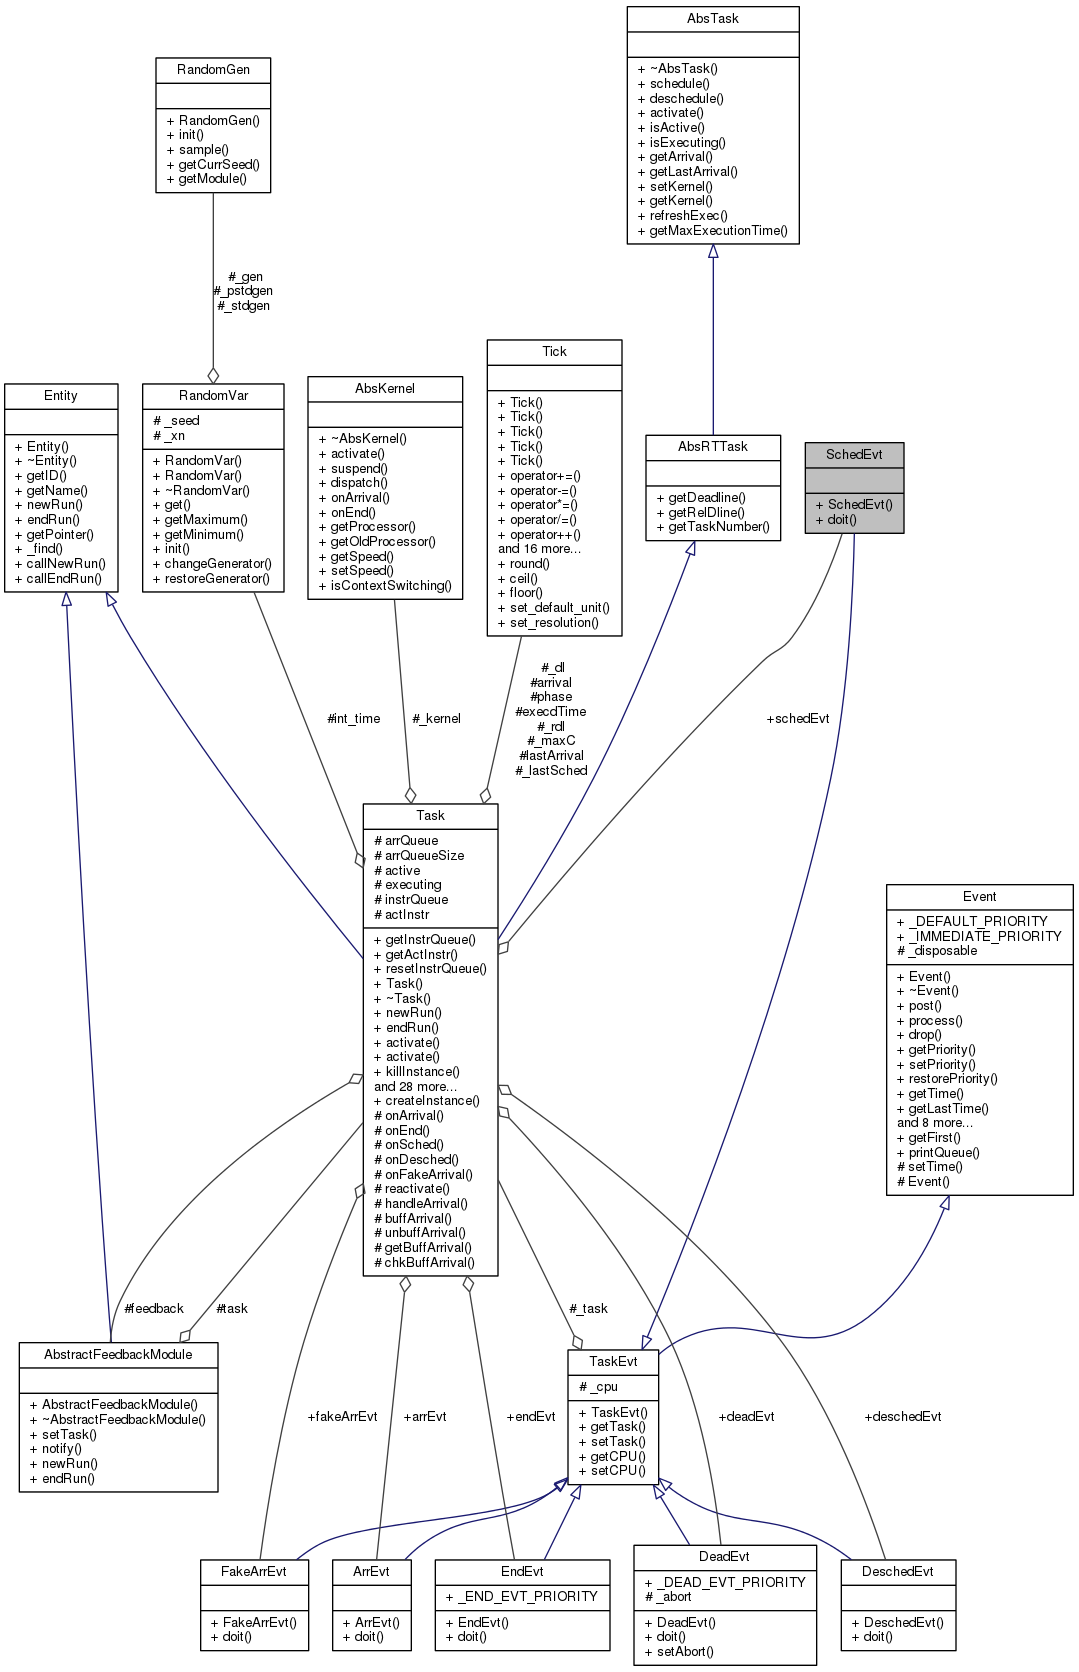 AbsTask
+ ~AbsTask()
+ schedule()
+ deschedule()
+ activate()
+ isActive()
+ isExecuting()
+ getArrival()
+ getLastArrival()
+ setKernel()
+ getKernel()
+ refreshExec()
+ getMaxExecutionTime()
RandomGen
+ RandomGen()
+ init()
+ sample()
+ getCurrSeed()
+ getModule()
#_gen
#_pstdgen
#_stdgen
Entity
+ Entity()
+ ~Entity()
+ getID()
+ getName()
+ newRun()
+ endRun()
+ getPointer()
+ _find()
+ callNewRun()
+ callEndRun()
RandomVar
# _seed
# _xn
+ RandomVar()
+ RandomVar()
+ ~RandomVar()
+ get()
+ getMaximum()
+ getMinimum()
+ init()
+ changeGenerator()
+ restoreGenerator()
AbsKernel
+ ~AbsKernel()
+ activate()
+ suspend()
+ dispatch()
+ onArrival()
+ onEnd()
+ getProcessor()
+ getOldProcessor()
+ getSpeed()
+ setSpeed()
+ isContextSwitching()
Tick
+ Tick()
+ Tick()
+ Tick()
+ Tick()
+ Tick()
+ operator+=()
+ operator-=()
+ operator*=()
+ operator/=()
+ operator++()
and 16 more...
+ round()
+ ceil()
+ floor()
+ set_default_unit()
+ set_resolution()
AbsRTTask
+ getDeadline()
+ getRelDline()
+ getTaskNumber()
SchedEvt
+ SchedEvt()
+ doit()
#int_time
#_kernel
#_dl
#arrival
#phase
#execdTime
#_rdl
#_maxC
#lastArrival
#_lastSched
+schedEvt
Task
# arrQueue
# arrQueueSize
# active
# executing
# instrQueue
# actInstr
+ getInstrQueue()
+ getActInstr()
+ resetInstrQueue()
+ Task()
+ ~Task()
+ newRun()
+ endRun()
+ activate()
+ activate()
+ killInstance()
and 28 more...
+ createInstance()
# onArrival()
# onEnd()
# onSched()
# onDesched()
# onFakeArrival()
# reactivate()
# handleArrival()
# buffArrival()
# unbuffArrival()
# getBuffArrival()
# chkBuffArrival()
Event
+ _DEFAULT_PRIORITY
+ _IMMEDIATE_PRIORITY
# _disposable
+ Event()
+ ~Event()
+ post()
+ process()
+ drop()
+ getPriority()
+ setPriority()
+ restorePriority()
+ getTime()
+ getLastTime()
and 8 more...
+ getFirst()
+ printQueue()
# setTime()
# Event()
#feedback
#task
#_task
AbstractFeedbackModule
+ AbstractFeedbackModule()
+ ~AbstractFeedbackModule()
+ setTask()
+ notify()
+ newRun()
+ endRun()
TaskEvt
# _cpu
+ TaskEvt()
+ getTask()
+ setTask()
+ getCPU()
+ setCPU()
+fakeArrEvt
+arrEvt
+endEvt
+deadEvt
+deschedEvt
FakeArrEvt
+ FakeArrEvt()
+ doit()
ArrEvt
+ ArrEvt()
+ doit()
EndEvt
+ _END_EVT_PRIORITY
+ EndEvt()
+ doit()
DeadEvt
+ _DEAD_EVT_PRIORITY
# _abort
+ DeadEvt()
+ doit()
+ setAbort()
DeschedEvt
+ DeschedEvt()
+ doit()